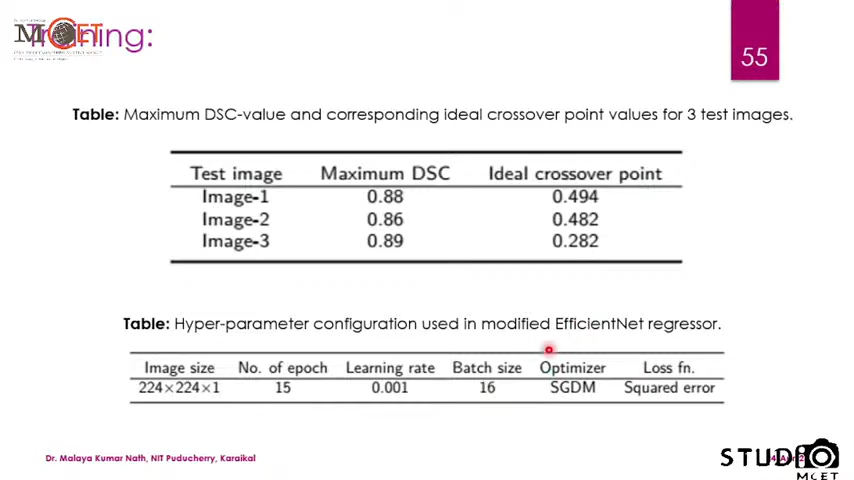 Training:
55
Table: Maximum DSC-value and corresponding ideal crossover point values for 3 test images.
Test image Maximum DSC Ideal crossover point
Image-1 0.88 0.494
Image-2 0.86 0.482
Image-3 0.89 0.282
Table: Hyper-parameter configuration used in modified EfficientNet regressor.
Image size No. of epoch Learning rate Batch size Optimizer Loss fn.
224×224×1 15 0.001 16 SGDM Squared error
Dr. Malaya Kumar Nath, NIT Puducherry, Karaikal
STUDIO
MCET